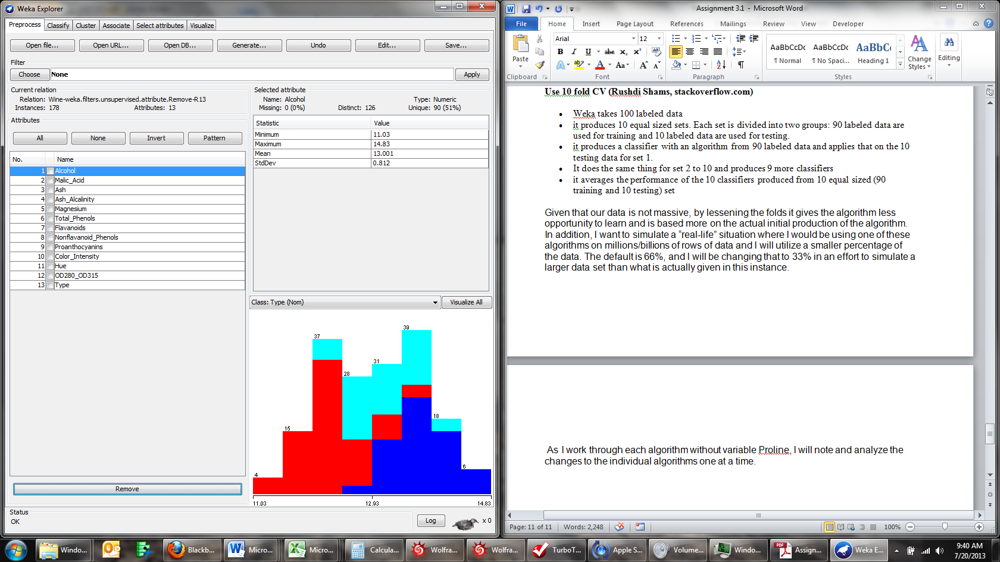 Weka Explorer
Preprocess Classify Cluster Associate Select attributes Visualize
Open file... Open URL... Open DB... Generate... Undo Edit... Save...
Filter
Choose None Apply
Current relation
Relation: Wine-weka.filters.unsupervised.attribute.Remove-R13
Instances: 178 Attributes: 13
Attributes
All None Invert Pattern
No. Name
1 Alcohol
2 Malic_Acid
3 Ash
4 Ash_Alcalinity
5 Magnesium
6 Total_Phenols
7 Flavanoids
8 Nonflavanoid_Phenols
9 Proanthocyanins
10 Color_Intensity
11 Hue
12 OD280_OD315
13 Type
Remove
Selected attribute
Name: Alcohol Type: Numeric
Missing: 0 (0%) Distinct: 126 Unique: 90 (51%)
Statistic Value
Minimum 11.03
Maximum 14.83
Mean 13.001
StdDev 0.812
Class: Type (Nom) Visualize All
4 15 37 28 31 39 18 6
11.03 12.93 14.83
Status
OK
Log x 0
Assignment 3.1 - Microsoft Word
File Home Insert Page Layout References Mailings Review View Developer
Paste
Clipboard
Arial 12
B I U abc x₂ x²
A Aa A A
Font
Paragraph
AaBbCcDc AaBbCcDc AaBbCc
¶ Normal ¶ No Spaci... Heading 1
Change
Styles
Styles
Editing
Use 10 fold CV (Rushdi Shams, stackoverflow.com)
• Weka takes 100 labeled data
• it produces 10 equal sized sets. Each set is divided into two groups: 90 labeled data are
used for training and 10 labeled data are used for testing.
• it produces a classifier with an algorithm from 90 labeled data and applies that on the 10
testing data for set 1.
• It does the same thing for set 2 to 10 and produces 9 more classifiers
• it averages the performance of the 10 classifiers produced from 10 equal sized (90
training and 10 testing) set
Given that our data is not massive, by lessening the folds it gives the algorithm less
opportunity to learn and is based more on the actual initial production of the algorithm.
In addition, I want to simulate a “real-life” situation where I would be using one of these
algorithms on millions/billions of rows of data and I will utilize a smaller percentage of
the data. The default is 66%, and I will be changing that to 33% in an effort to simulate a
larger data set than what is actually given in this instance.
As I work through each algorithm without variable Proline, I will note and analyze the
changes to the individual algorithms one at a time.
Page: 11 of 11 Words: 2,248 100%
Windo... Blackb... Micro... Micro... Calcula... Wolfra... Wolfra... TurboT... Apple S... Volume... Windo... Assign... Weka E...
9:40 AM
7/20/2013